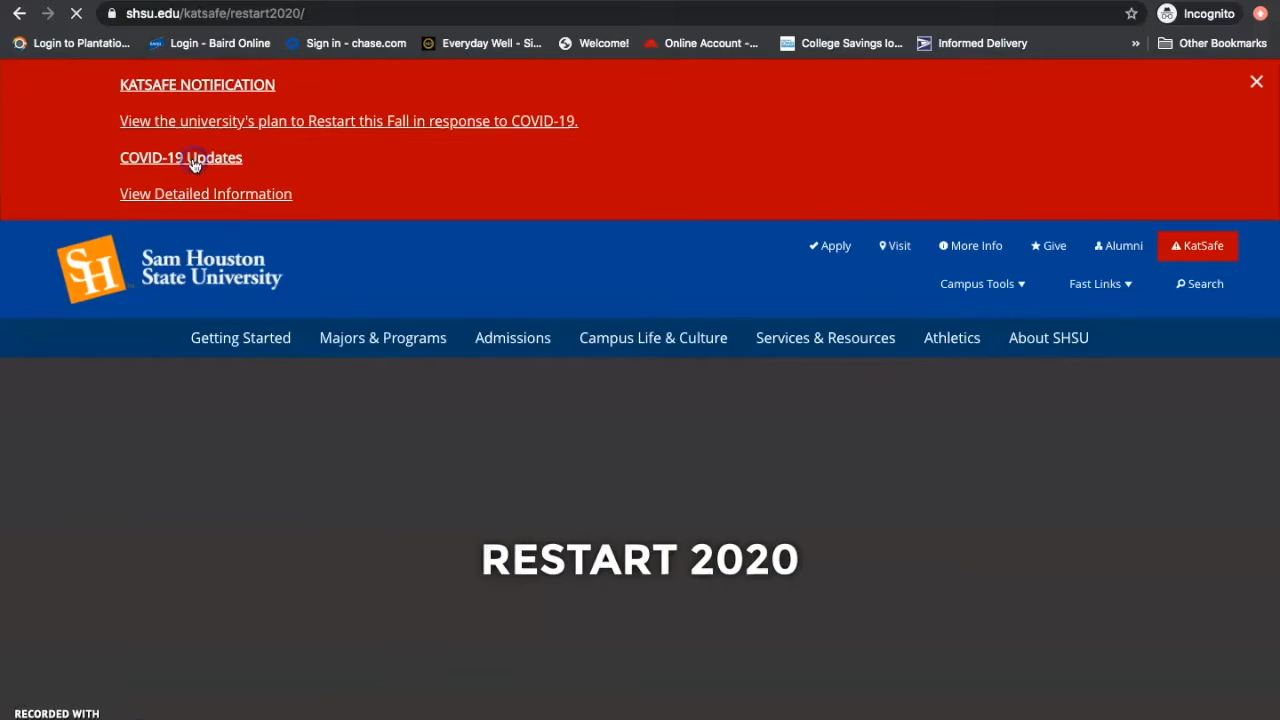 shsu.edu/katsafe/restart2020/
Incognito
Login to Plantatio...
Login - Baird Online
Sign in - chase.com
Everyday Well - Si...
Welcome!
Online Account -...
College Savings Io...
Informed Delivery
»
Other Bookmarks
KATSAFE NOTIFICATION
View the university's plan to Restart this Fall in response to COVID-19.
COVID-19 Updates
View Detailed Information
SH
Sam Houston
State University
Apply
Visit
More Info
Give
Alumni
KatSafe
Campus Tools
Fast Links
Search
Getting Started
Majors & Programs
Admissions
Campus Life & Culture
Services & Resources
Athletics
About SHSU
RESTART 2020
RECORDED WITH